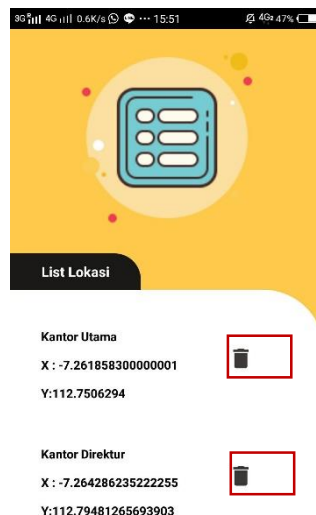 3G 4G 0.6K/s ··· 15:51 4G 47%
List Lokasi
Kantor Utama
X : -7.261858300000001
Y:112.7506294
Kantor Direktur
X : -7.264286235222255
Y:112.79481265693903